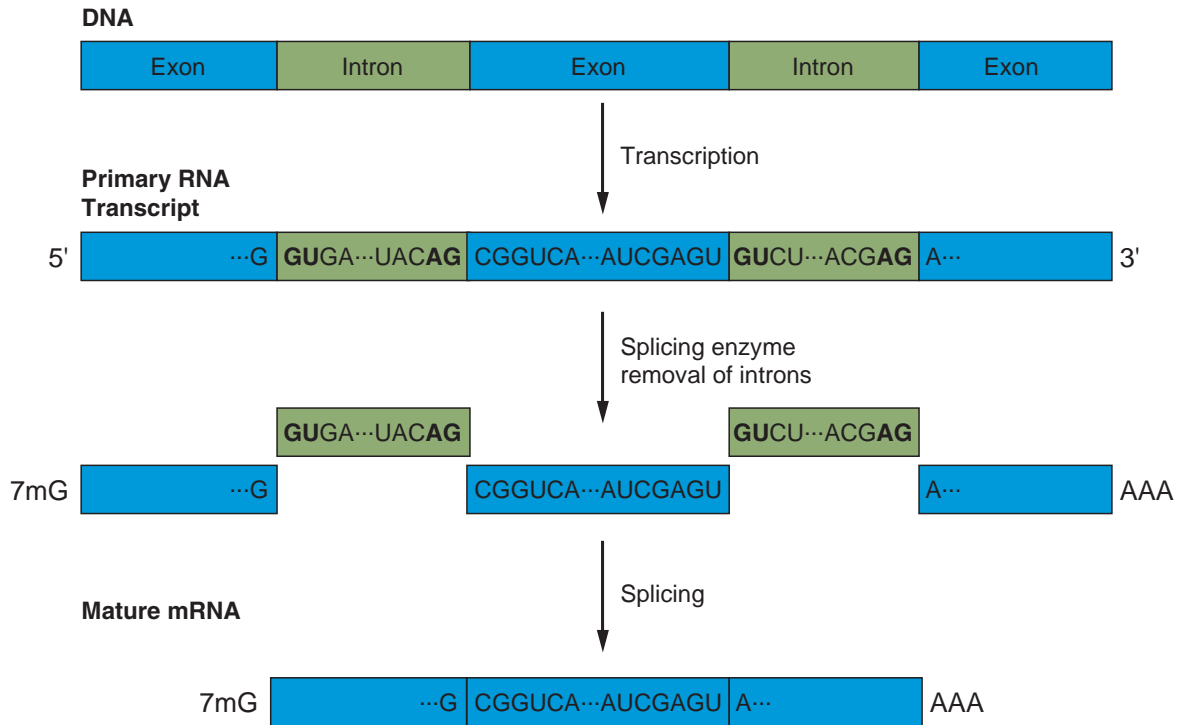 DNA
Exon Intron Exon Intron Exon
Transcription
Primary RNA
Transcript
5' ···G GUGA···UACAG CGGUCA···AUCGAGU GUCU···ACGAG A··· 3'
Splicing enzyme
removal of introns
GUGA···UACAG GUCU···ACGAG
7mG ···G CGGUCA···AUCGAGU A··· AAA
Splicing
Mature mRNA
7mG ···G CGGUCA···AUCGAGU A··· AAA